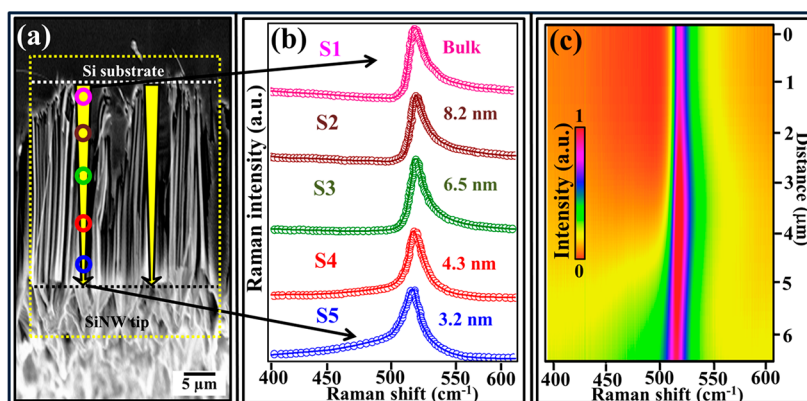 (a)
Si substrate
SiNW tip
5 µm
(b)
S1 Bulk
S2 8.2 nm
S3 6.5 nm
S4 4.3 nm
S5 3.2 nm
Raman intensity (a.u.)
400 450 500 550 600
Raman shift (cm⁻¹)
(c)
Intensity (a.u.)
1
0
0
1
2
3
4
5
6
Distance (µm)
400 500 600
Raman shift (cm⁻¹)